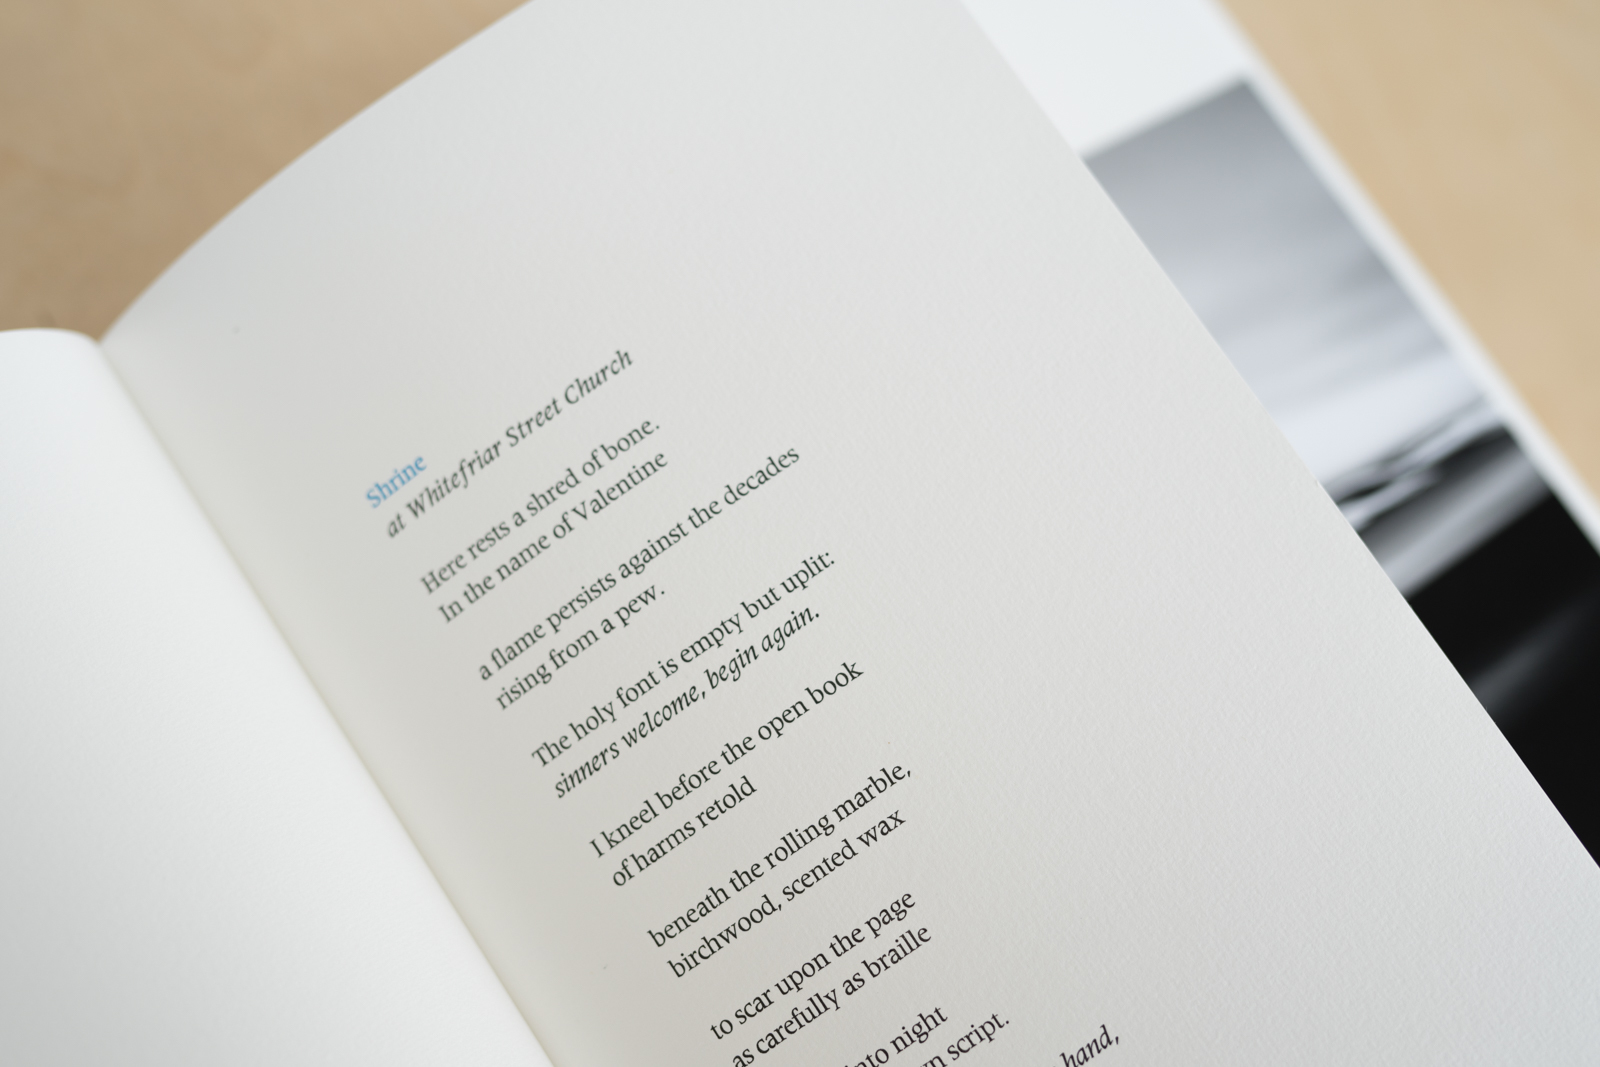 Shrine
at Whitefriar Street Church
Here rests a shred of bone.
In the name of Valentine
a flame persists against the decades
rising from a pew.
The holy font is empty but uplit:
sinners welcome, begin again.
I kneel before the open book
of harms retold
beneath the rolling marble,
birchwood, scented wax
to scar upon the page
as carefully as braille
into night
script.
hand,